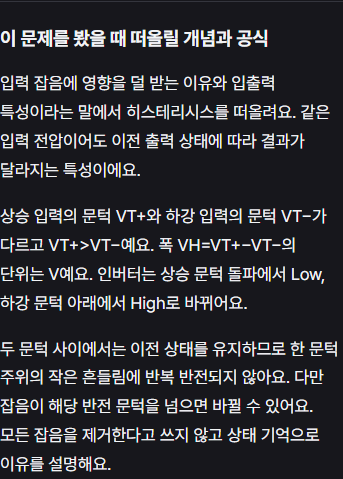 이 문제를 봤을 때 떠올릴 개념과 공식
입력 잡음에 영향을 덜 받는 이유와 입출력
특성이라는 말에서 히스테리시스를 떠올려요. 같은
입력 전압이어도 이전 출력 상태에 따라 결과가
달라지는 특성이에요.
상승 입력의 문턱 VT+와 하강 입력의 문턱 VT−가
다르고 VT+>VT−예요. 폭 VH=VT+−VT−의
단위는 V예요. 인버터는 상승 문턱 돌파에서 Low,
하강 문턱 아래에서 High로 바뀌어요.
두 문턱 사이에서는 이전 상태를 유지하므로 한 문턱
주위의 작은 흔들림에 반복 반전되지 않아요. 다만
잡음이 해당 반전 문턱을 넘으면 바뀔 수 있어요.
모든 잡음을 제거한다고 쓰지 않고 상태 기억으로
이유를 설명해요.